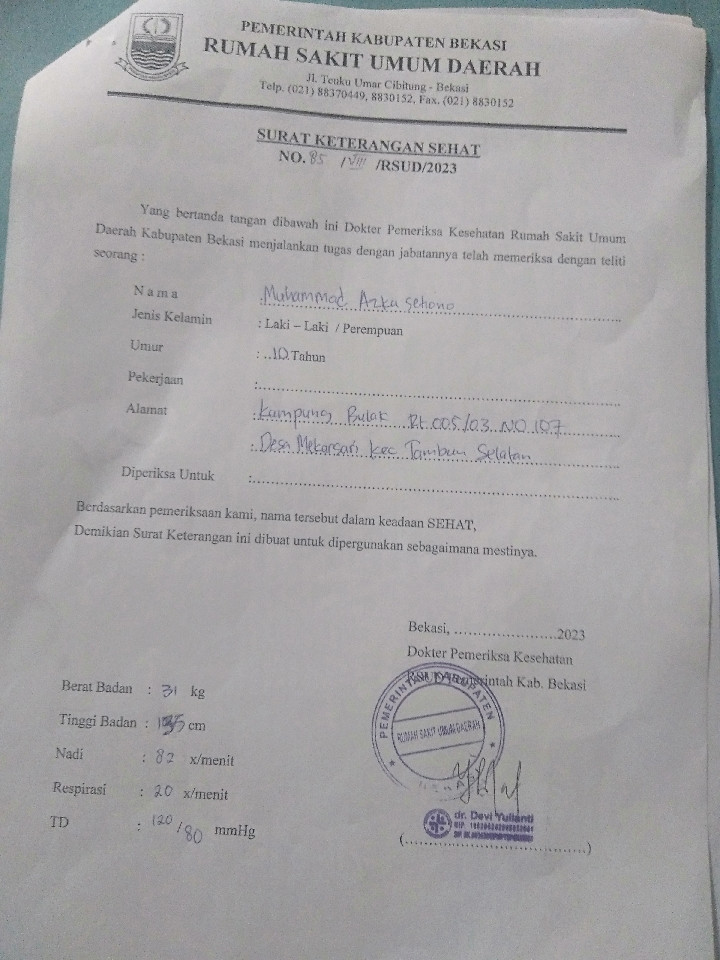 PEMERINTAH KABUPATEN BEKASI
RUMAH SAKIT UMUM DAERAH
Jl. Teuku Umar Cibitung - Bekasi
Telp. (021) 88370449, 8830152, Fax. (021) 8830152
SURAT KETERANGAN SEHAT
NO. 85 /VIII /RSUD/2023
Yang bertanda tangan dibawah ini Dokter Pemeriksa Kesehatan Rumah Sakit Umum
Daerah Kabupaten Bekasi menjalankan tugas dengan jabatannya telah memeriksa dengan teliti
seorang :
N a m a : Muhammad Azka Setiono
Jenis Kelamin : Laki – Laki / Perempuan
Umur : ..10.Tahun
Pekerjaan :
Alamat : Kampung Bulak Rt.005/03 NO.107
: Desa Mekarsari kec Tambun Selatan
Diperiksa Untuk :
Berdasarkan pemeriksaan kami, nama tersebut dalam keadaan SEHAT,
Demikian Surat Keterangan ini dibuat untuk dipergunakan sebagaimana mestinya.
Bekasi, ........................2023
Dokter Pemeriksa Kesehatan
RSUD Pemerintah Kab. Bekasi
PEMERINTAH KABUPATEN
RUMAH SAKIT UMUM DAERAH
dr. Devi Yulianti
NIP.
(....................................)
Berat Badan : 31 kg
Tinggi Badan : 135 cm
Nadi : 82 x/menit
Respirasi : 20 x/menit
TD : 120/80 mmHg